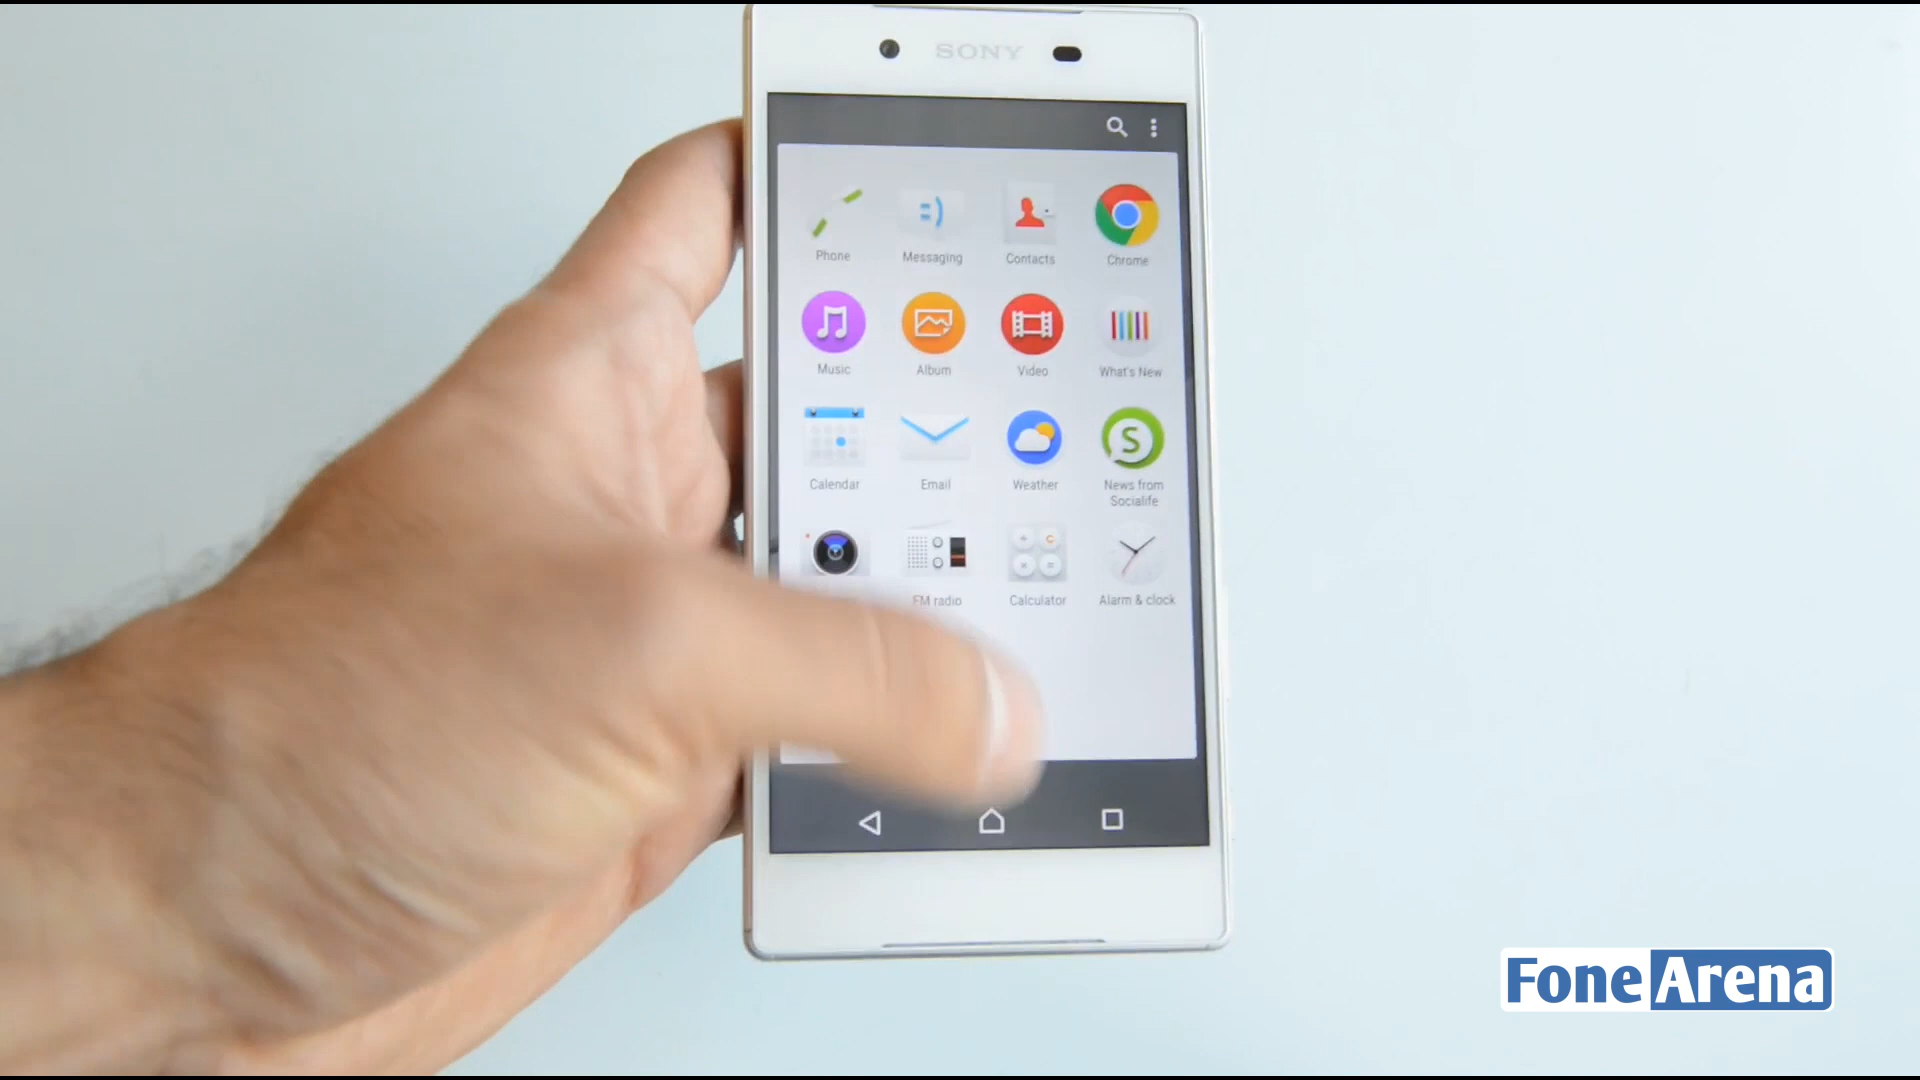 SONY
Phone
Messaging
Contacts
Chrome
Music
Album
Video
What's New
Calendar
Email
Weather
News from
Socialife
FM radio
Calculator
Alarm & clock
FoneArena